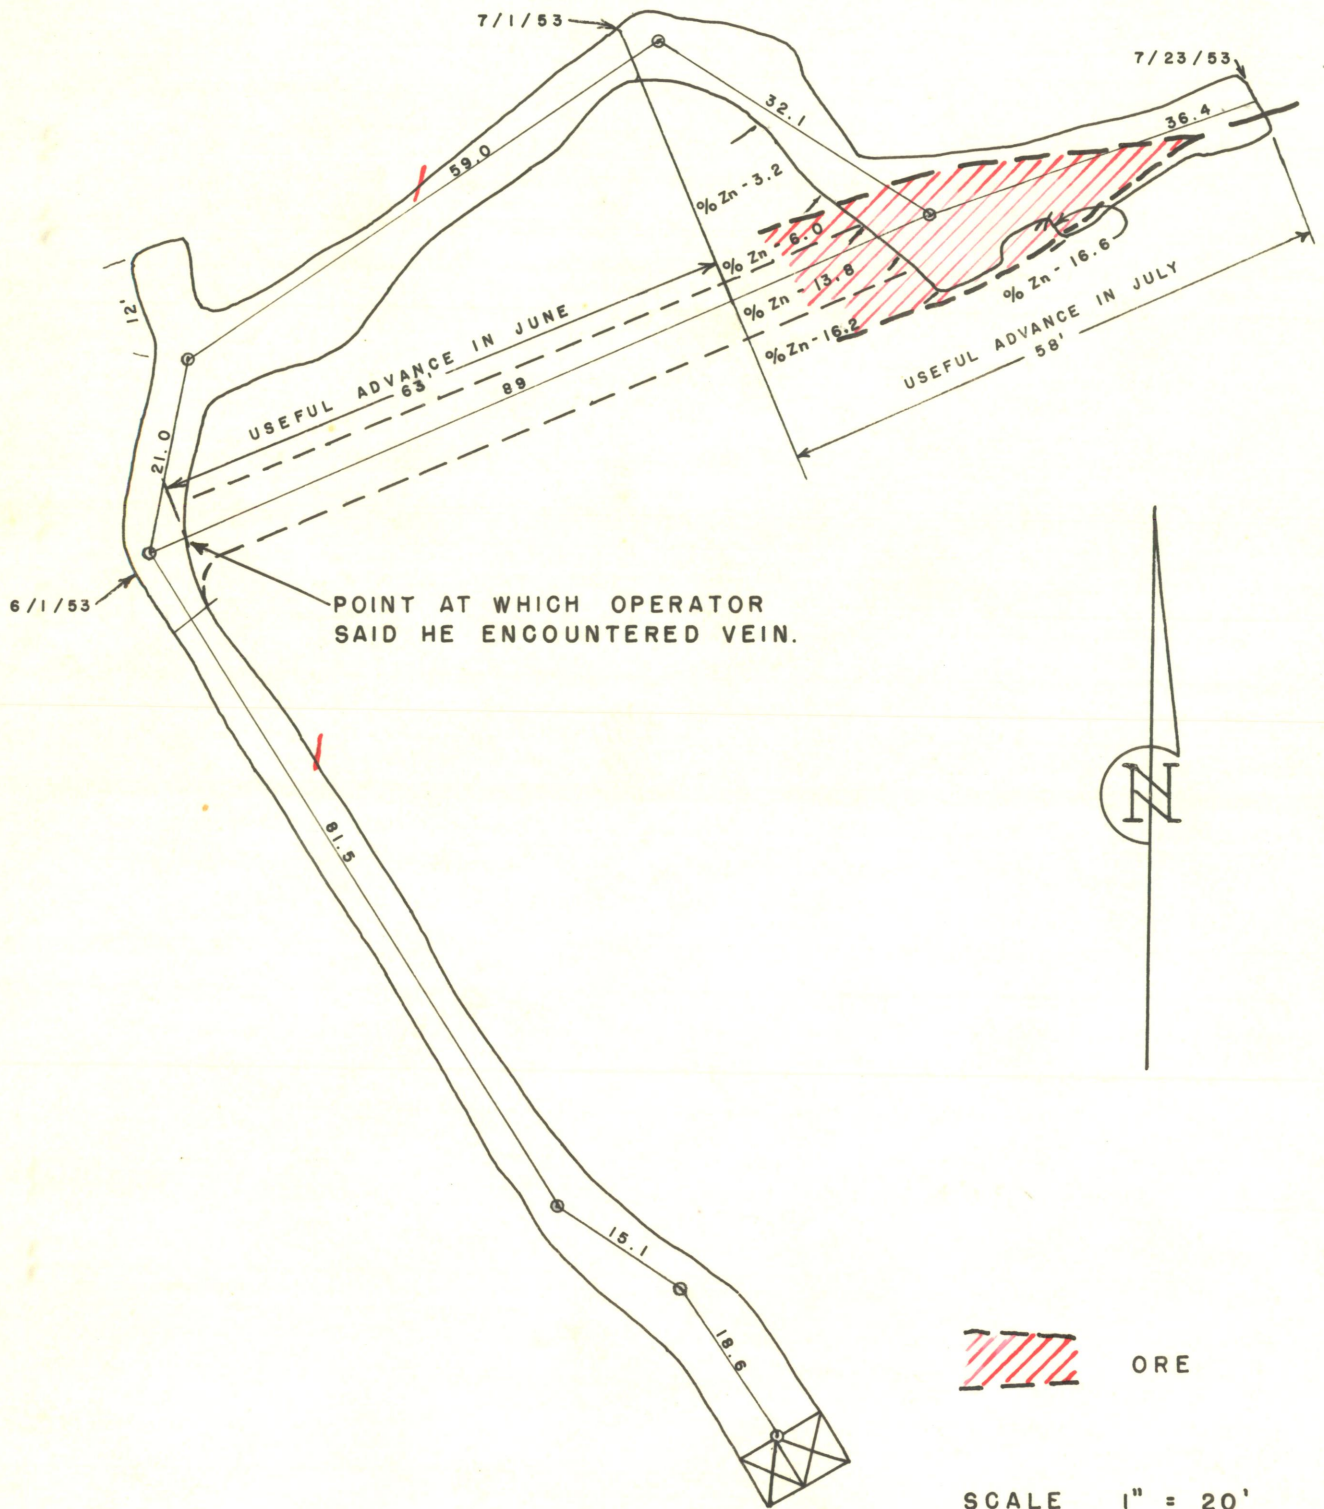 7/1/53
7/23/53
32.1
36.4
59.0
% Zn - 3.2
% Zn - 6.0
% Zn - 13.8
% Zn - 16.2
% Zn - 16.6
12'
USEFUL ADVANCE IN JUNE
63'
89
USEFUL ADVANCE IN JULY
58'
21.0
6/1/53
POINT AT WHICH OPERATOR
SAID HE ENCOUNTERED VEIN.
N
81.5
15.1
18.6
ORE
SCALE 1" = 20'